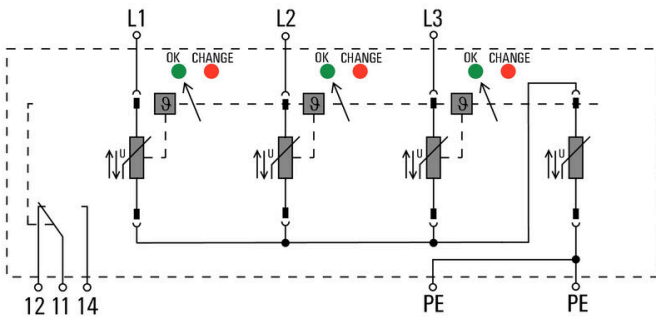 L1 L2 L3
OK CHANGE OK CHANGE OK CHANGE
ϑ ϑ ϑ
U U U U
12 11 14 PE PE